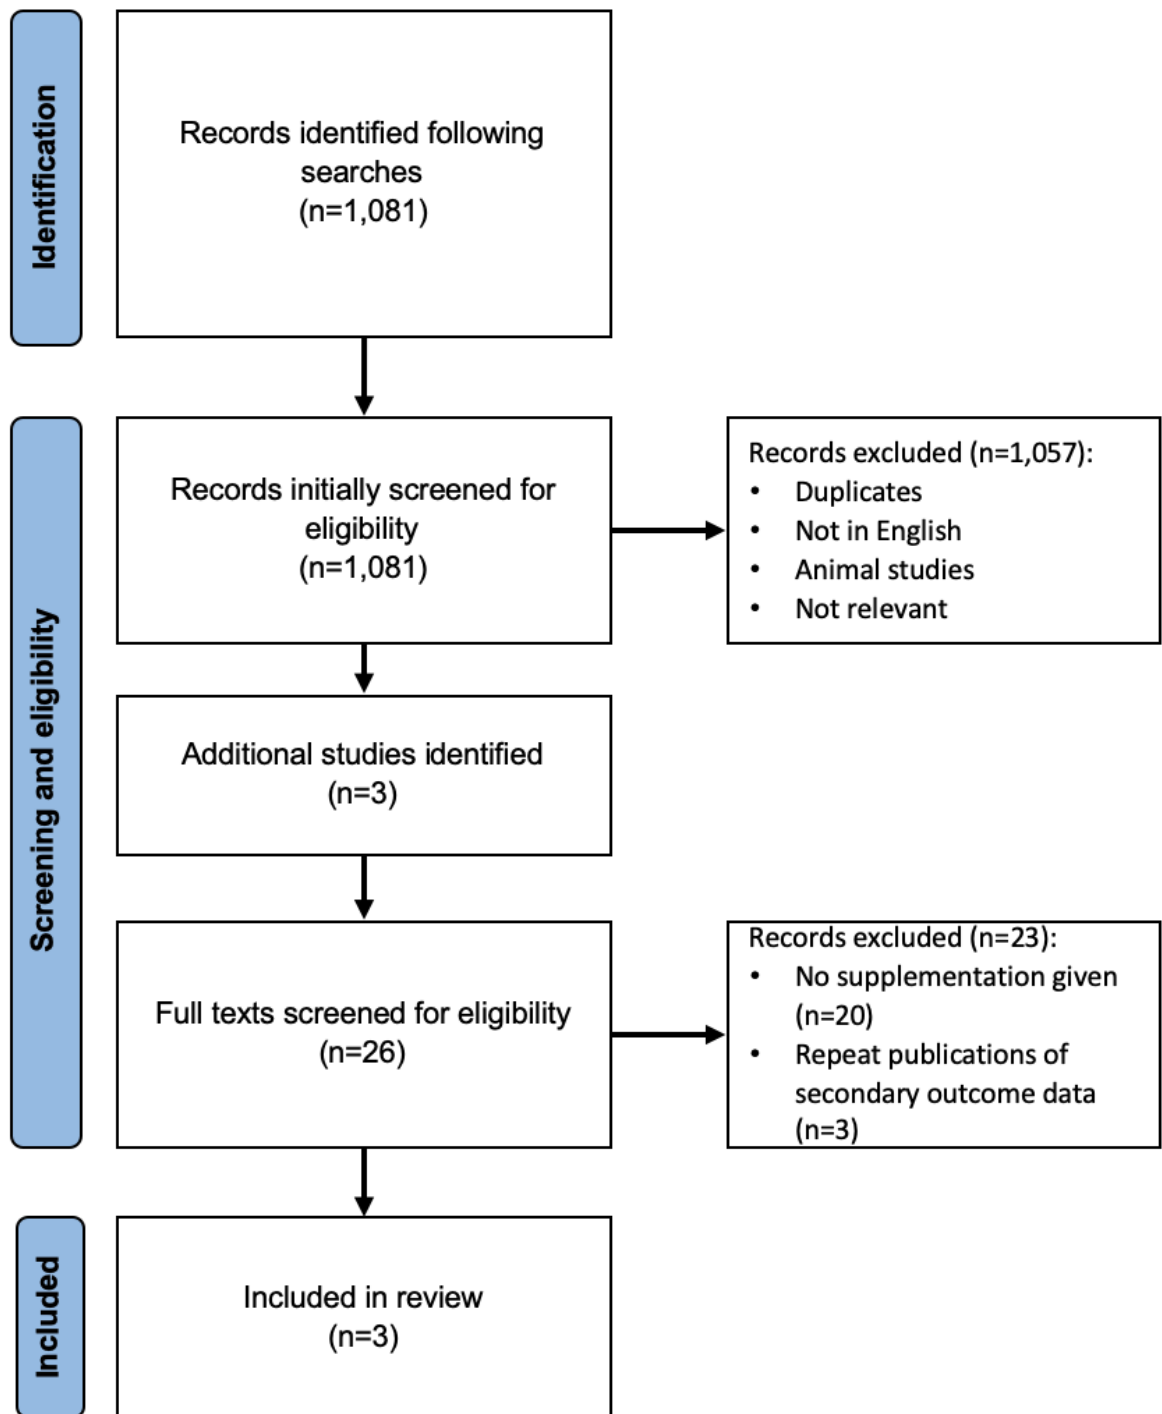 Identification
Records identified following
searches
(n=1,081)
Screening and eligibility
Records initially screened for
eligibility
(n=1,081)
Records excluded (n=1,057):
• Duplicates
• Not in English
• Animal studies
• Not relevant
Additional studies identified
(n=3)
Full texts screened for eligibility
(n=26)
Records excluded (n=23):
• No supplementation given
(n=20)
• Repeat publications of
secondary outcome data
(n=3)
Included
Included in review
(n=3)